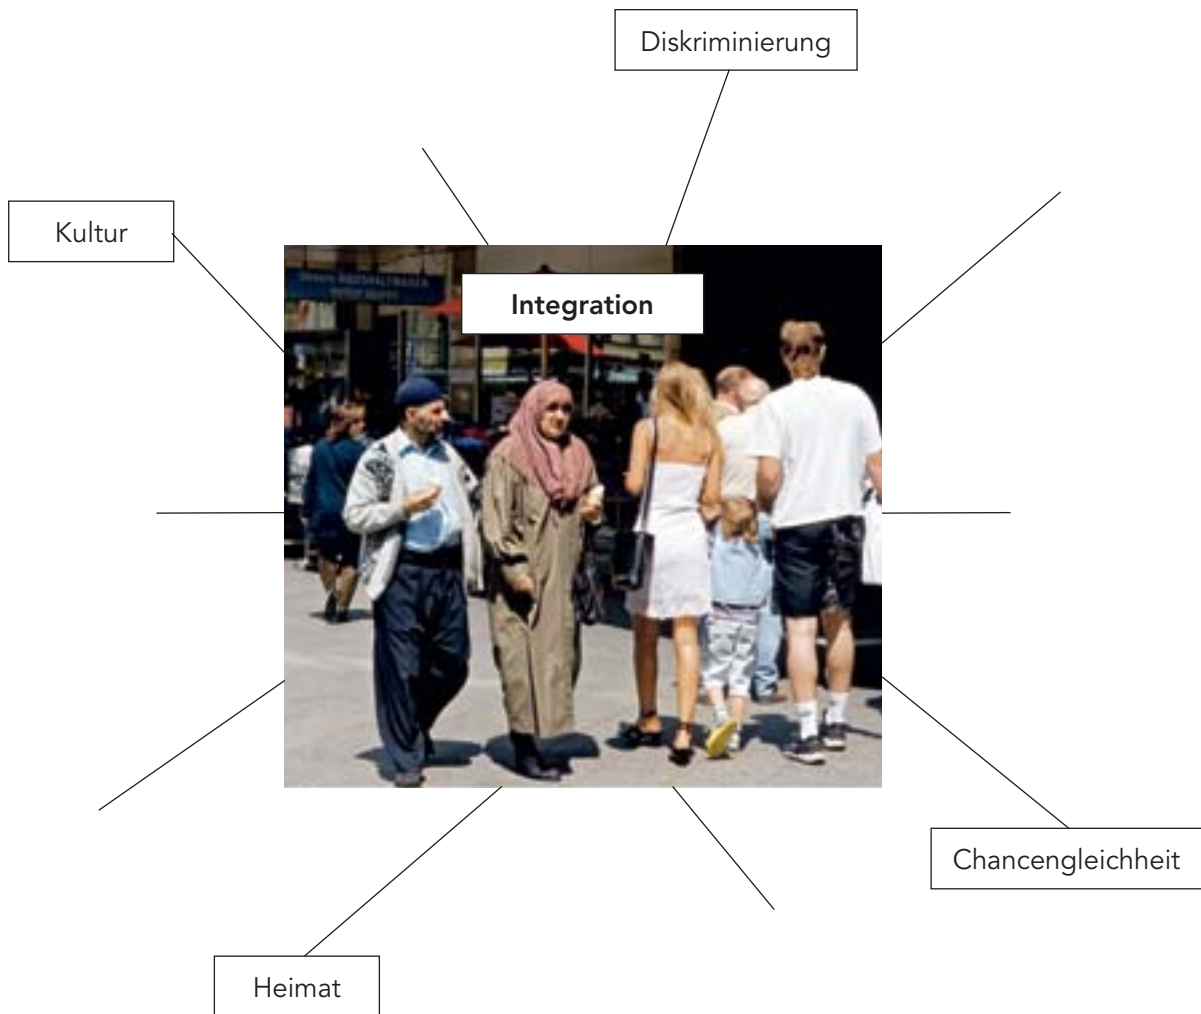 Diskriminierung
Kultur
Integration
Chancengleichheit
Heimat